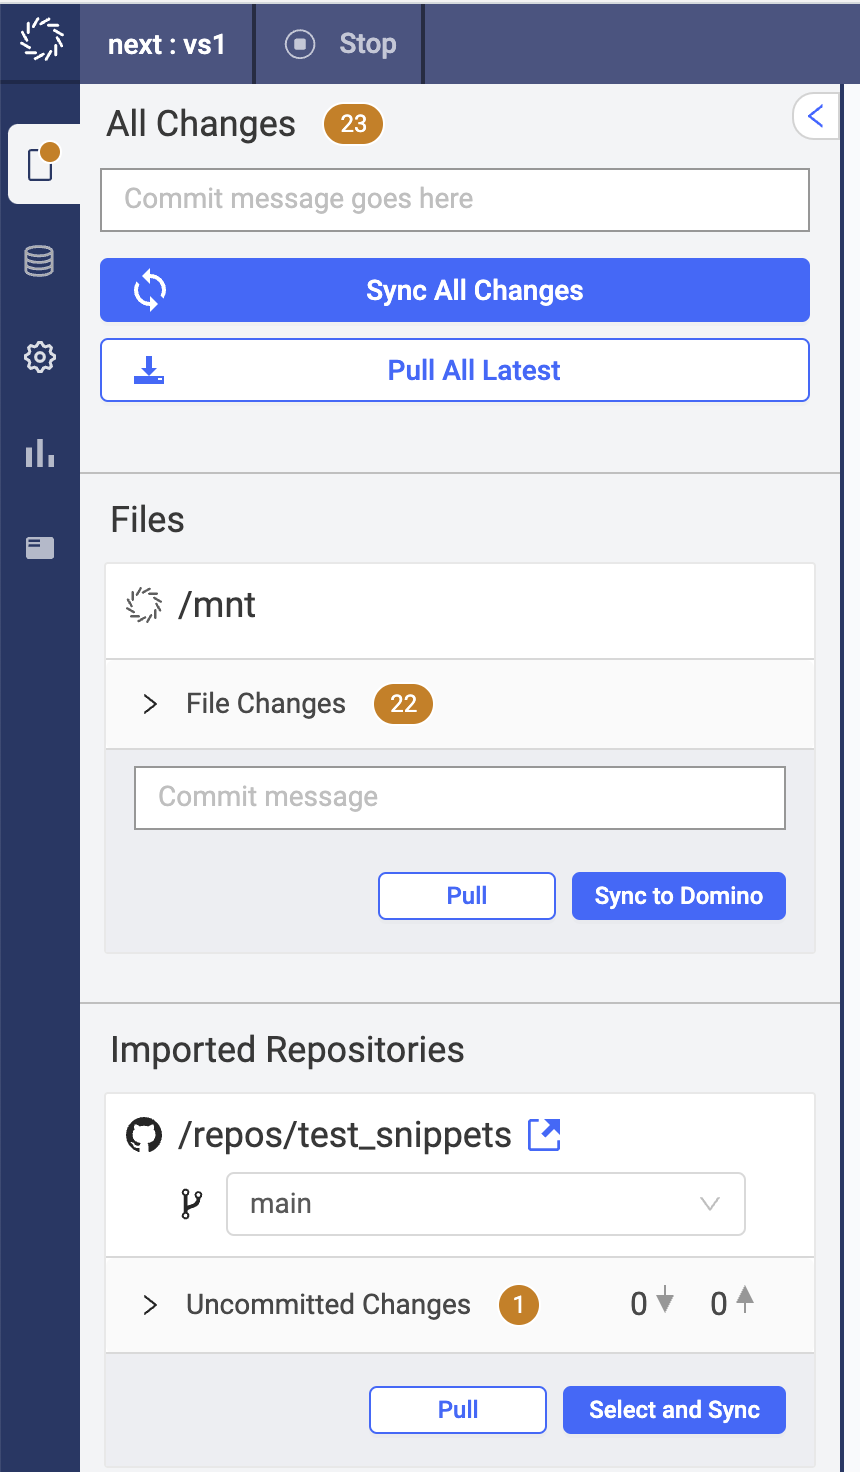 next : vs1
Stop
All Changes 23
Commit message goes here
Sync All Changes
Pull All Latest
Files
/mnt
File Changes 22
Commit message
Pull
Sync to Domino
Imported Repositories
/repos/test_snippets
main
Uncommitted Changes 1 0 0
Pull
Select and Sync